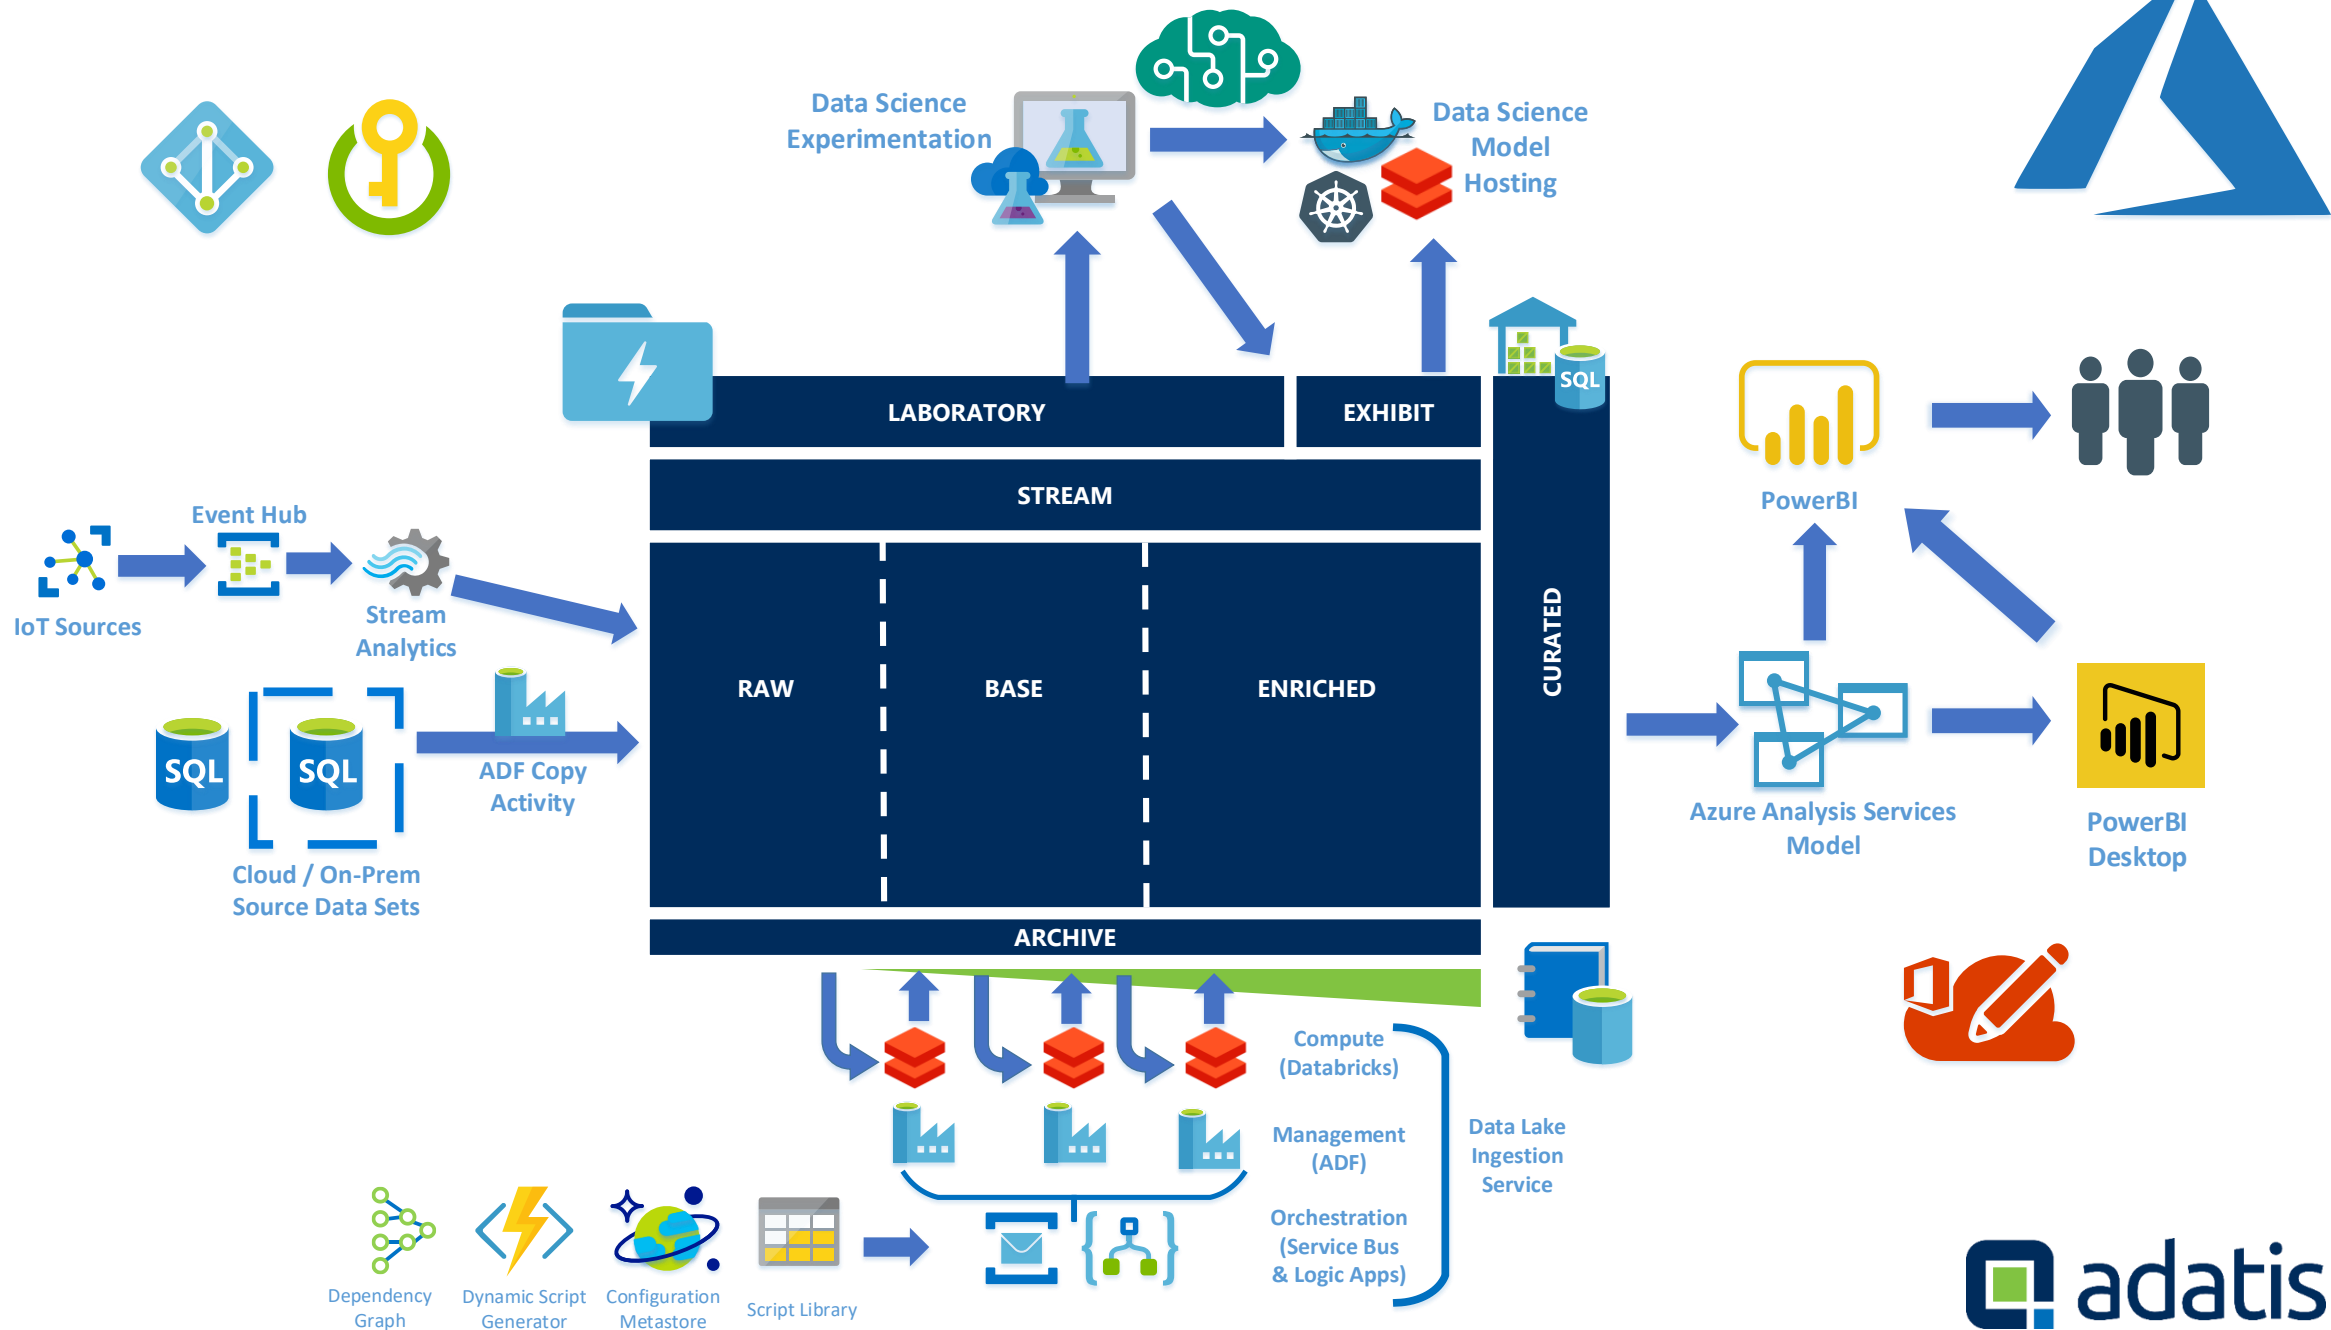 Data Science
Experimentation
Data Science
Model
Hosting
SQL
LABORATORY
EXHIBIT
STREAM
Event Hub
IoT Sources
Stream
Analytics
RAW
BASE
ENRICHED
CURATED
PowerBI
SQL
SQL
ADF Copy
Activity
Cloud / On-Prem
Source Data Sets
Azure Analysis Services
Model
PowerBI
Desktop
ARCHIVE
Compute
(Databricks)
Management
(ADF)
Orchestration
(Service Bus
& Logic Apps)
Data Lake
Ingestion
Service
Dependency
Graph
Dynamic Script
Generator
Configuration
Metastore
Script Library
adatis